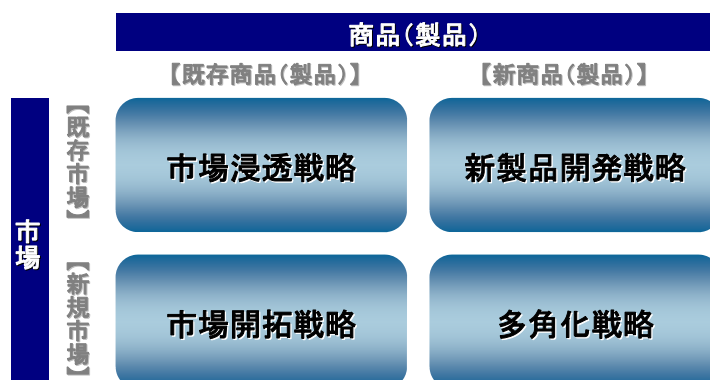 商品（製品）
【既存商品（製品）】
【新商品（製品）】
市場
【既存市場】
市場浸透戦略
新製品開発戦略
【新規市場】
市場開拓戦略
多角化戦略